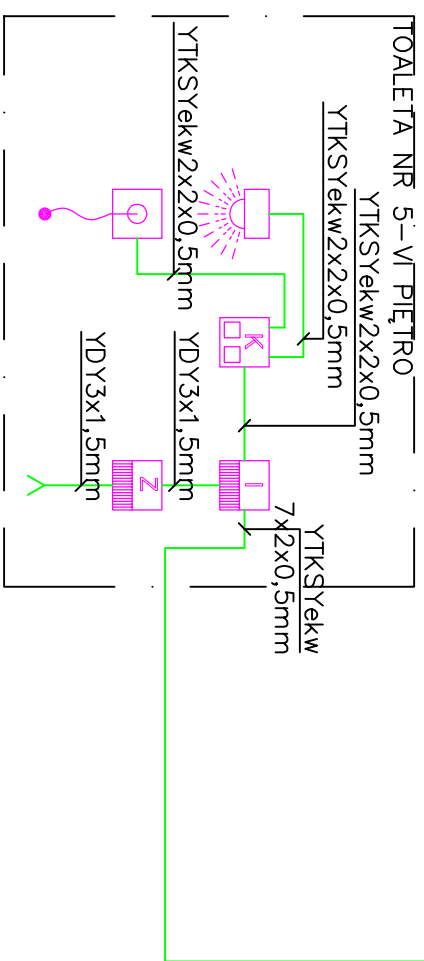 TOALETA NR 5-VI PIĘTRO
YTKSYekw2x2x0,5mm
YTKSYekw2x2x0,5mm
YTKSYekw
7x2x0,5mm
YTKSYekw2x2x0,5mm
K
I
YDY3x1,5mm
Z
YDY3x1,5mm